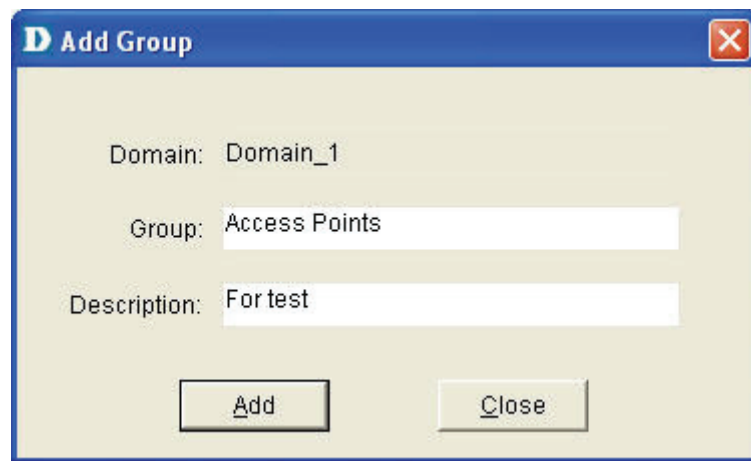 D Add Group
Domain: Domain_1
Group: Access Points
Description: For test
Add Close